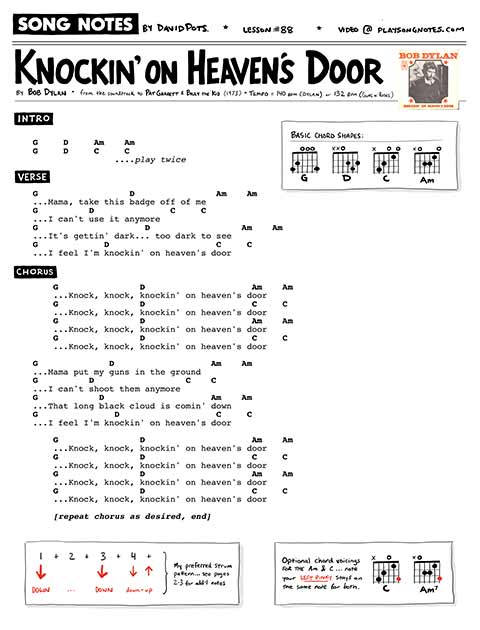 SONG NOTES BY DAVID POTS. * LESSON #88 * VIDEO @ PLAYSONGNOTES.COM
KNOCKIN' ON HEAVEN'S DOOR
BOB DYLAN
BY BOB DYLAN • FROM THE SOUNDTRACK TO PAT GARRETT & BILLY THE KID (1973) • TEMPO = 140 BPM (DYLAN) or 132 BPM (GUNS N' ROSES)
INTRO
G D Am Am
G D C C
....play twice
BASIC CHORD SHAPES:
OOO XXO X O O XO O
G D C Am
VERSE
G D Am Am
...Mama, take this badge off of me
G D C C
...I can't use it anymore
G D Am Am
...It's gettin' dark... too dark to see
G D C C
...I feel I'm knockin' on heaven's door
CHORUS
G D Am Am
...Knock, knock, knockin' on heaven's door
G D C C
...Knock, knock, knockin' on heaven's door
G D Am Am
...Knock, knock, knockin' on heaven's door
G D C C
...Knock, knock, knockin' on heaven's door
G D Am Am
...Mama put my guns in the ground
G D C C
...I can't shoot them anymore
G D Am Am
...That long black cloud is comin' down
G D C C
...I feel I'm knockin' on heaven's door
G D Am Am
...Knock, knock, knockin' on heaven's door
G D C C
...Knock, knock, knockin' on heaven's door
G D Am Am
...Knock, knock, knockin' on heaven's door
G D C C
...Knock, knock, knockin' on heaven's door
[repeat chorus as desired, end]
1 + 2 + 3 + 4 +
DOWN ... DOWN down + up
My preferred strum
pattern... see pages
2-3 for add'l notes
Optional chord voicings
for the Am & C ... note
your LEFT PINKY stays on
the same note for both.
X O X O
C Am7